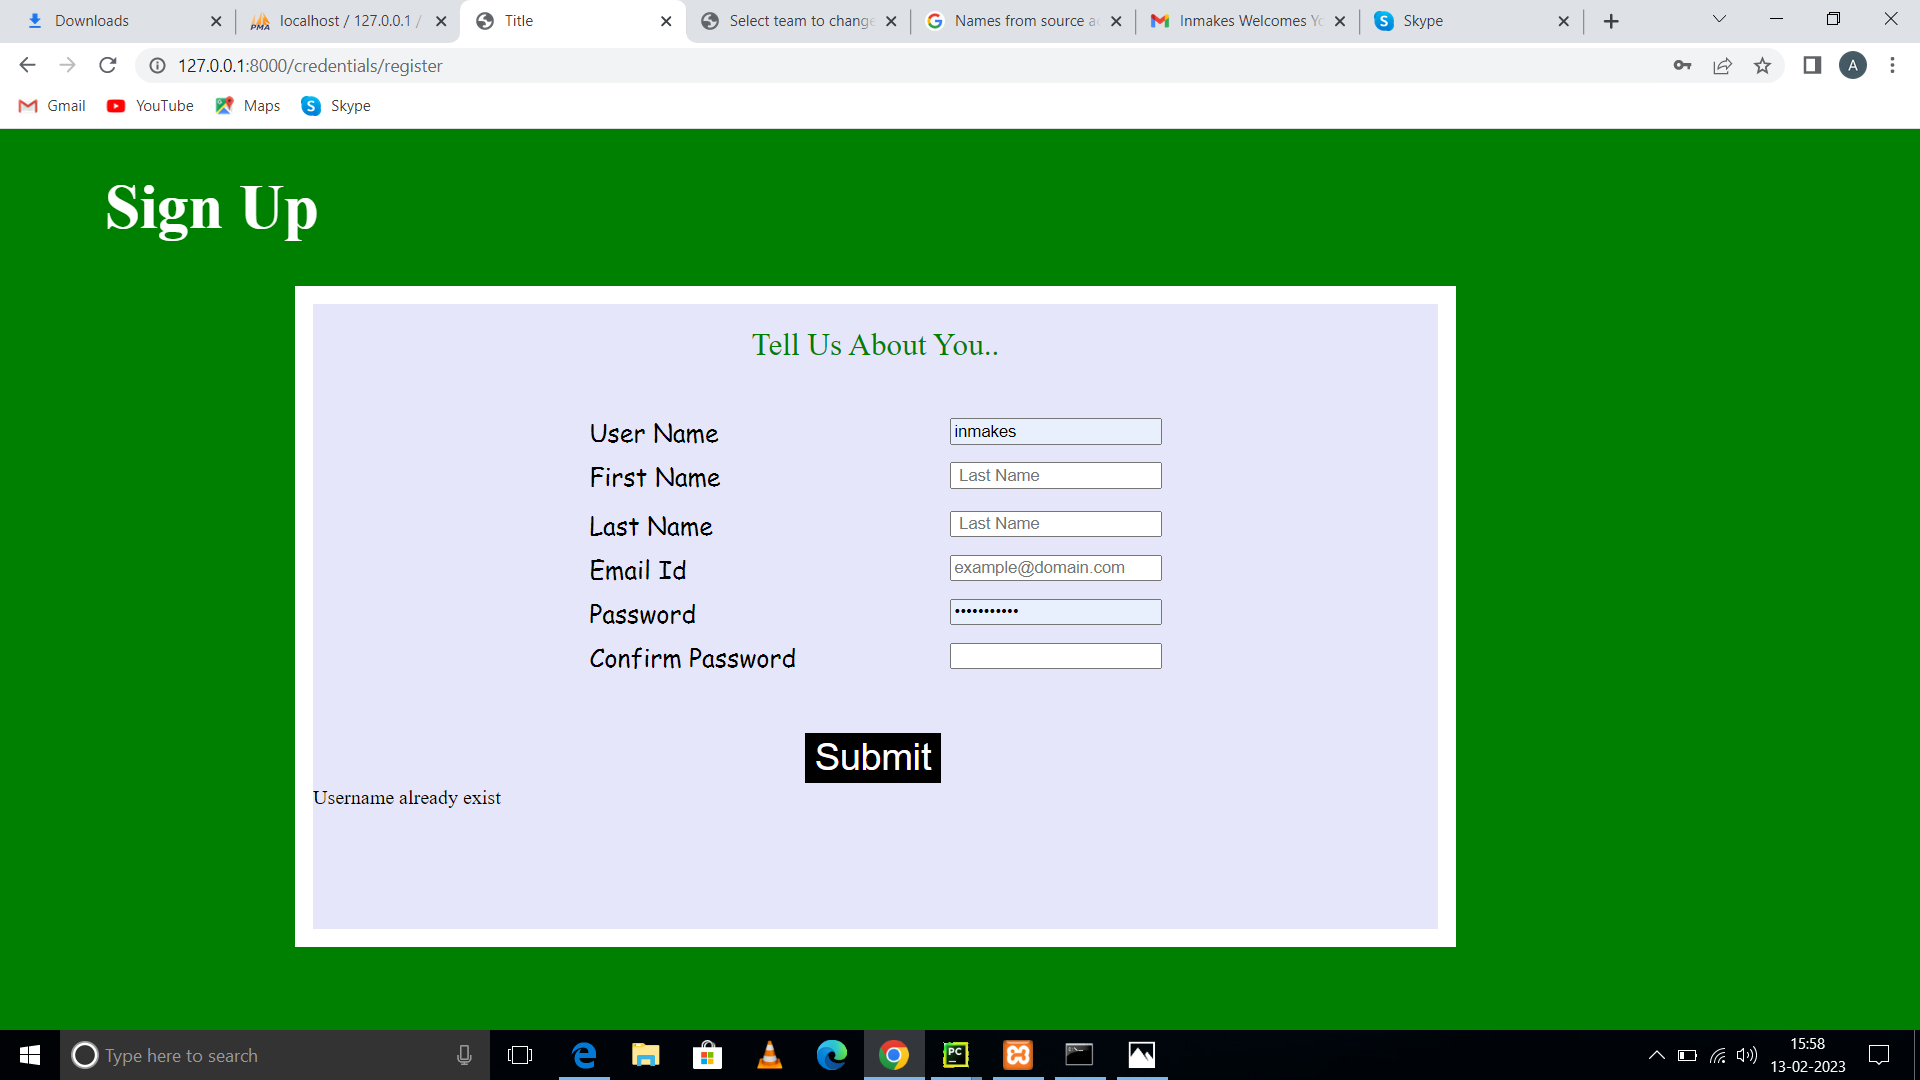 Downloads
localhost / 127.0.0.1 /
Title
Select team to change
Names from source a
Inmakes Welcomes Yo
Skype
127.0.0.1:8000/credentials/register
A
Gmail
YouTube
Maps
Skype
Sign Up
Tell Us About You..
User Name
inmakes
First Name
Last Name
Last Name
Last Name
Email Id
example@domain.com
Password
•••••••••••
Confirm Password
Submit
Username already exist
Type here to search
15:58
13-02-2023